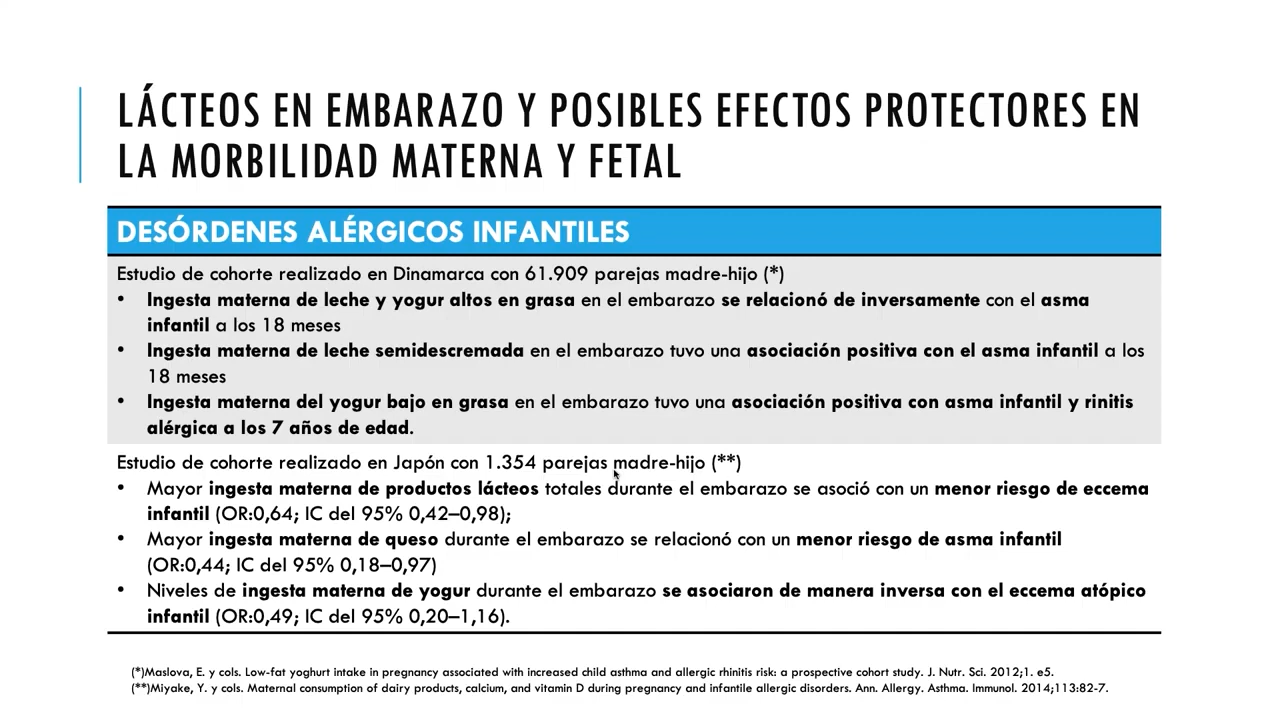 LÁCTEOS EN EMBARAZO Y POSIBLES EFECTOS PROTECTORES EN
LA MORBILIDAD MATERNA Y FETAL
DESÓRDENES ALÉRGICOS INFANTILES
Estudio de cohorte realizado en Dinamarca con 61.909 parejas madre-hijo (*)
• Ingesta materna de leche y yogur altos en grasa en el embarazo se relacionó de inversamente con el asma
infantil a los 18 meses
• Ingesta materna de leche semidescremada en el embarazo tuvo una asociación positiva con el asma infantil a los
18 meses
• Ingesta materna del yogur bajo en grasa en el embarazo tuvo una asociación positiva con asma infantil y rinitis
alérgica a los 7 años de edad.
Estudio de cohorte realizado en Japón con 1.354 parejas madre-hijo (**)
• Mayor ingesta materna de productos lácteos totales durante el embarazo se asoció con un menor riesgo de eccema
infantil (OR:0,64; IC del 95% 0,42–0,98);
• Mayor ingesta materna de queso durante el embarazo se relacionó con un menor riesgo de asma infantil
(OR:0,44; IC del 95% 0,18–0,97)
• Niveles de ingesta materna de yogur durante el embarazo se asociaron de manera inversa con el eccema atópico
infantil (OR:0,49; IC del 95% 0,20–1,16).
(*)Maslova, E. y cols. Low-fat yoghurt intake in pregnancy associated with increased child asthma and allergic rhinitis risk: a prospective cohort study. J. Nutr. Sci. 2012;1. e5.
(**)Miyake, Y. y cols. Maternal consumption of dairy products, calcium, and vitamin D during pregnancy and infantile allergic disorders. Ann. Allergy. Asthma. Immunol. 2014;113:82-7.